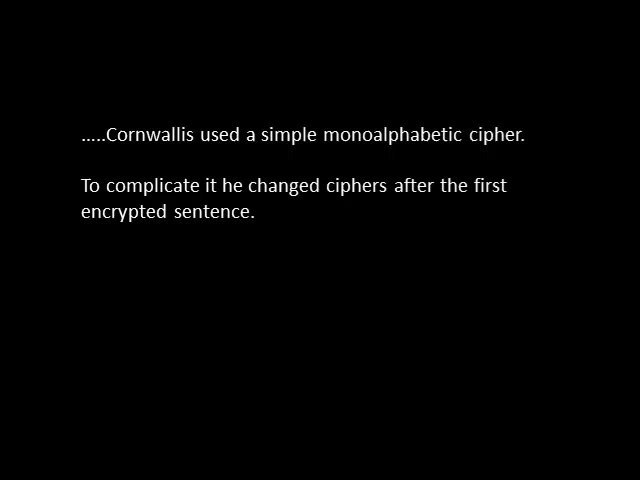 .....Cornwallis used a simple monoalphabetic cipher.
To complicate it he changed ciphers after the first
encrypted sentence.